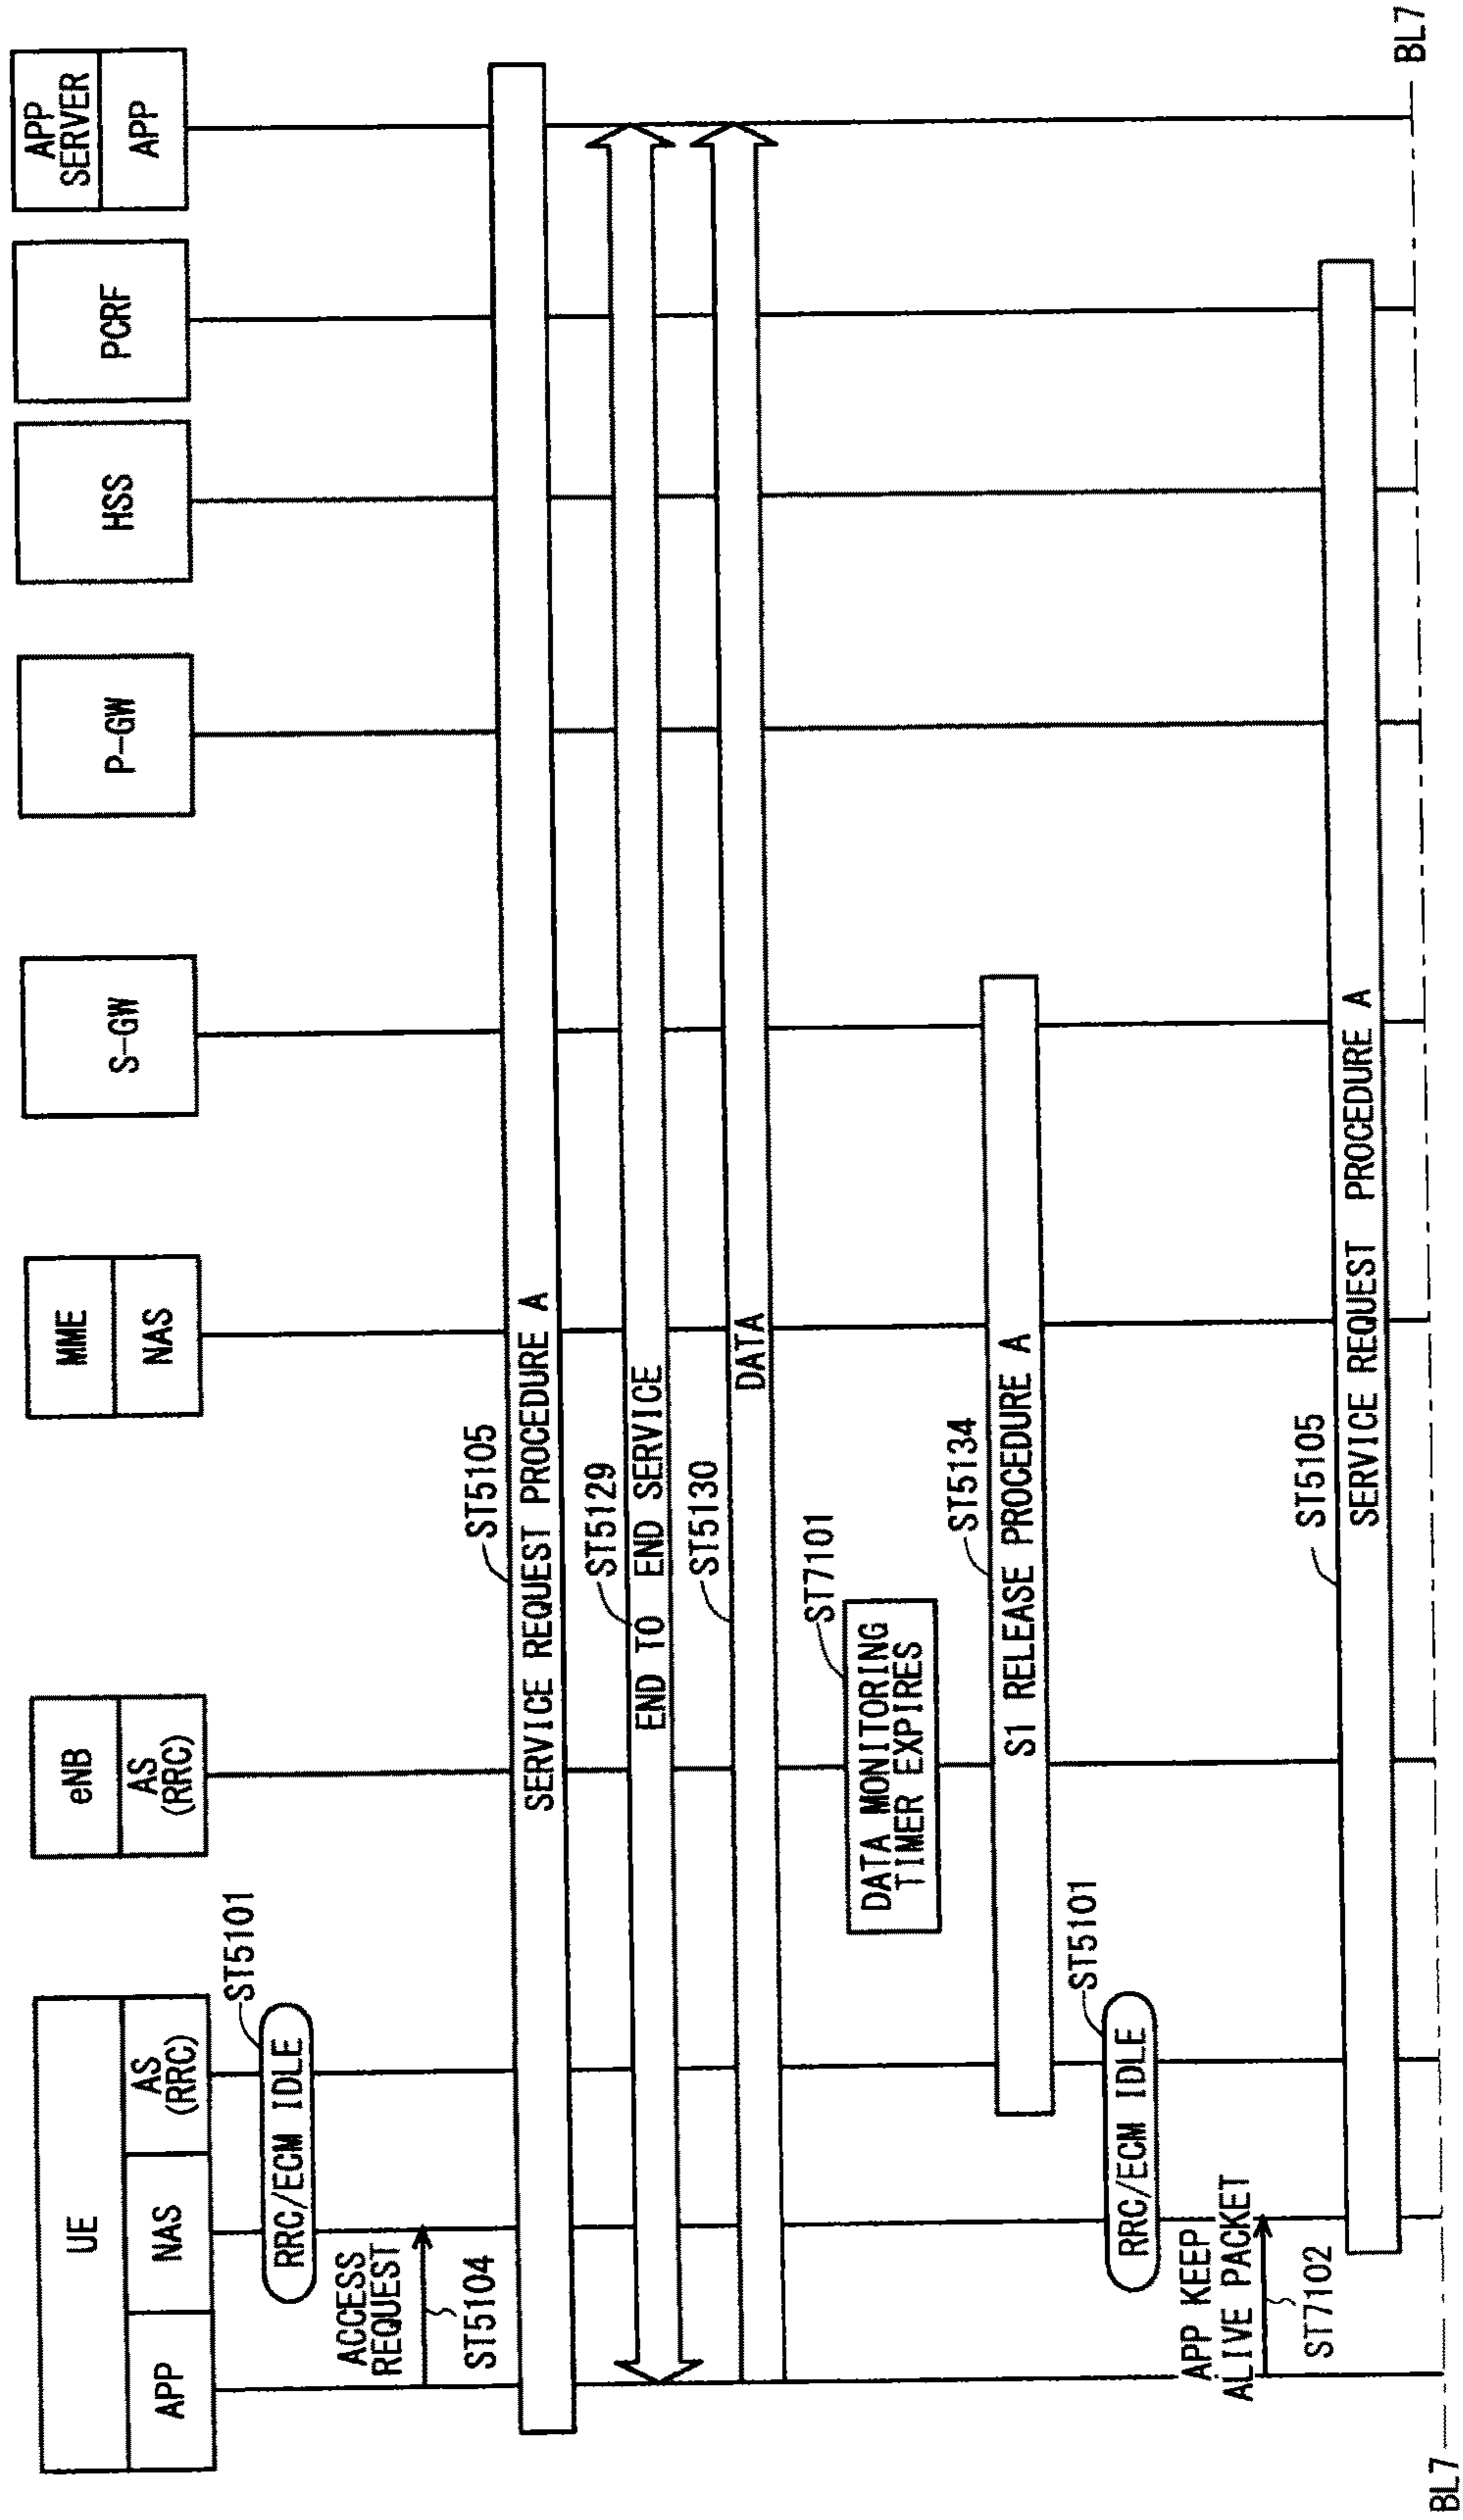 UE
APP
NAS
AS
(RRC)
eNB
AS
(RRC)
MME
NAS
S-GW
P-GW
HSS
PCRF
APP
SERVER
APP
ST5101
RRC/ECM IDLE
ACCESS
REQUEST
ST5104
ST5105
SERVICE REQUEST PROCEDURE A
ST5129
END TO END SERVICE
ST5130
DATA
ST7101
DATA MONITORING
TIMER EXPIRES
ST5134
S1 RELEASE PROCEDURE A
ST5101
RRC/ECM IDLE
APP KEEP
ALIVE PACKET
ST7102
ST5105
SERVICE REQUEST PROCEDURE A
BL7
BL7